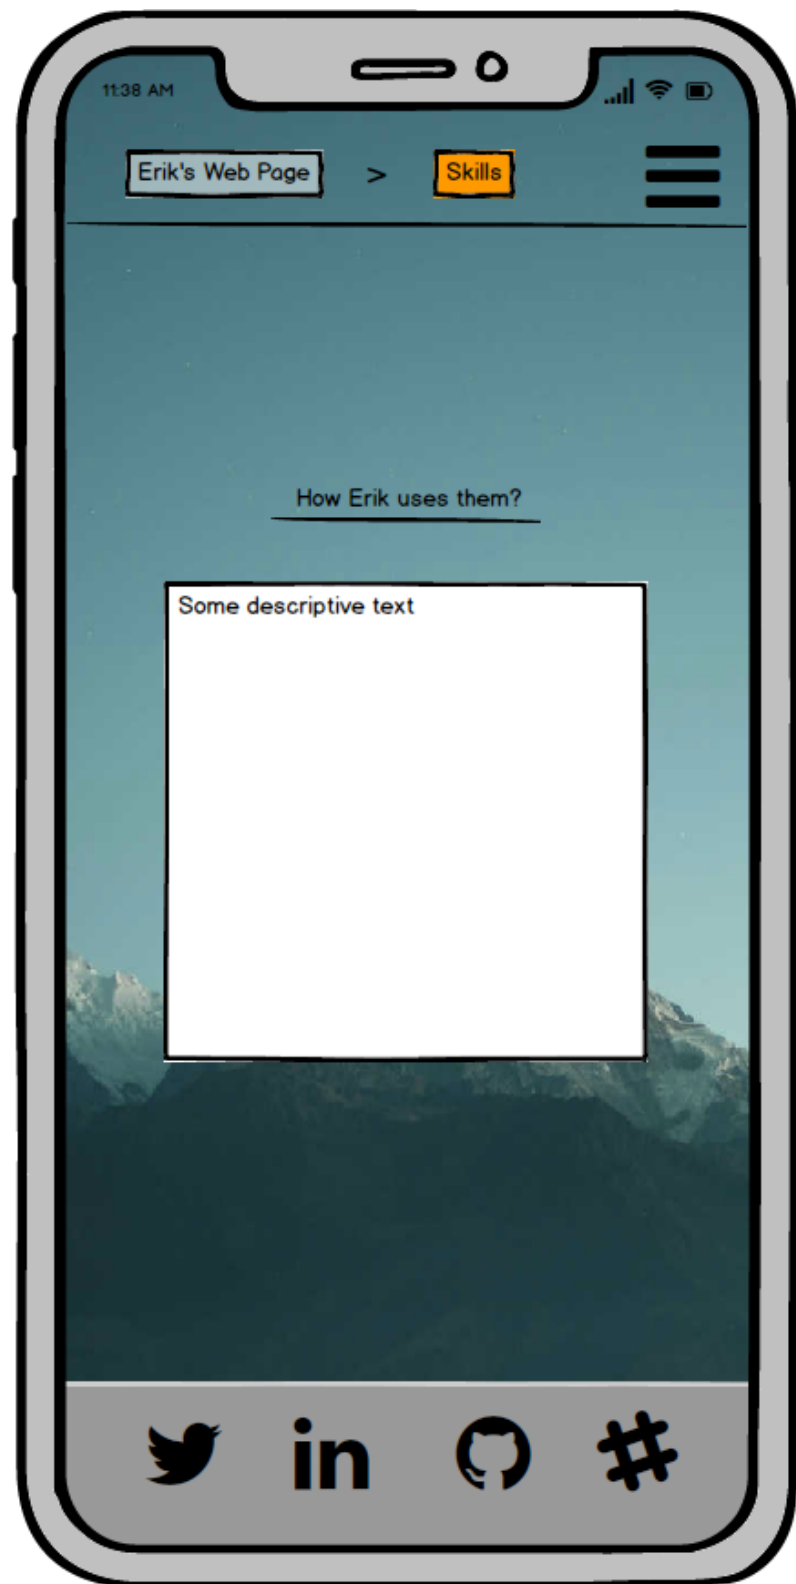 11:38 AM
Erik's Web Page > Skills
How Erik uses them?
Some descriptive text
in